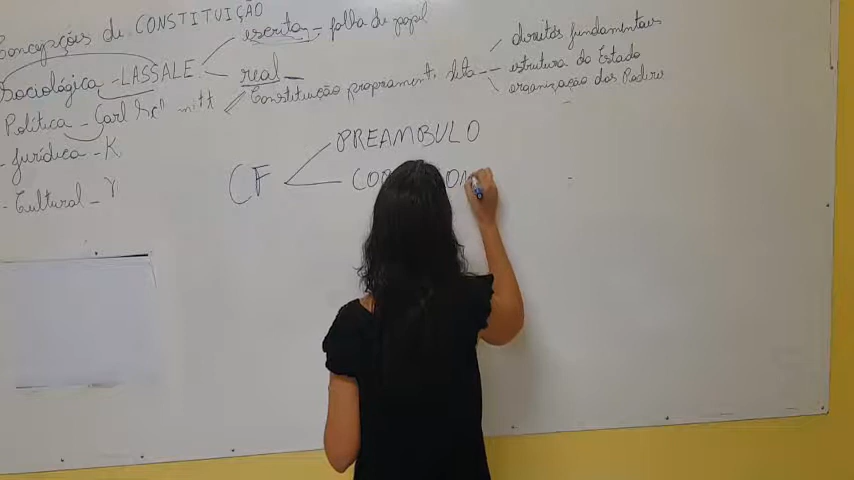 Concepções de CONSTITUIÇÃO
escrita - folha de papel
Sociológica - LASSALE
real -
Política - Carl
Constituição propriament. dita -
direitos fundamentais
estrutura do Estado
organização dos Poderes
- Jurídica - K
- Cultural - Y
CF
PREAMBULO